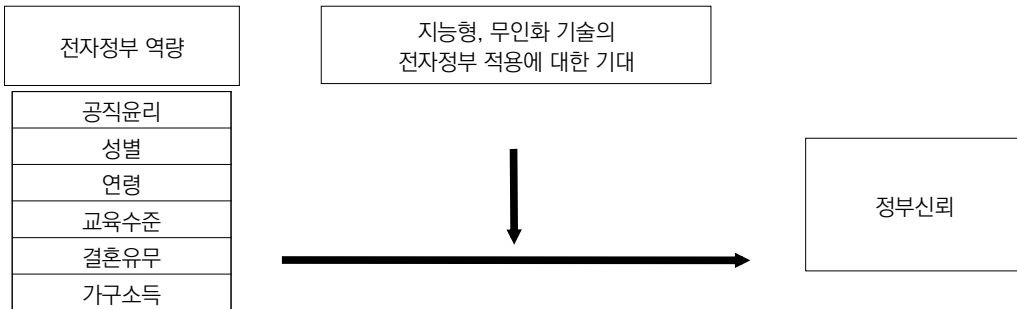 전자정부 역량
지능형, 무인화 기술의
전자정부 적용에 대한 기대
공직윤리
성별
연령
교육수준
결혼유무
가구소득
정부신뢰